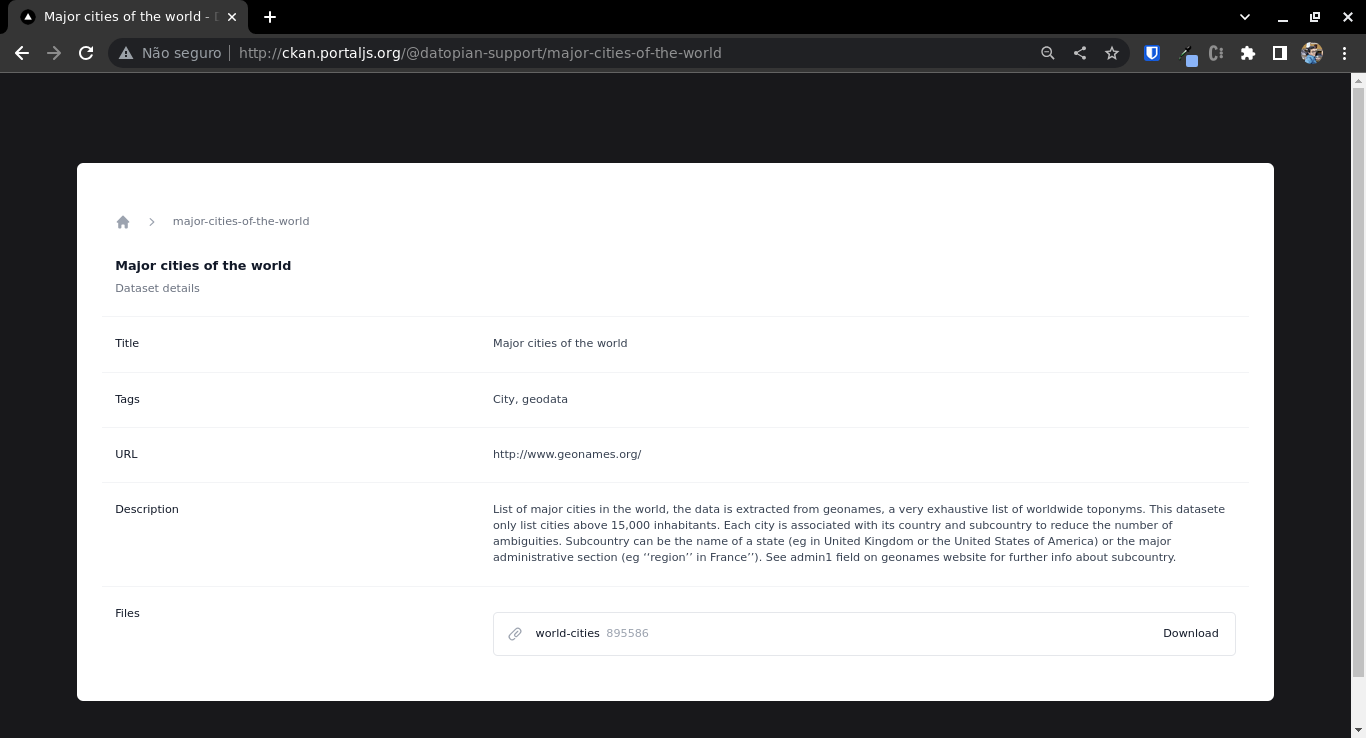 Major cities of the world -
Não seguro http://ckan.portaljs.org/@datopian-support/major-cities-of-the-world
major-cities-of-the-world
Major cities of the world
Dataset details
Title
Major cities of the world
Tags
City, geodata
URL
http://www.geonames.org/
Description
List of major cities in the world, the data is extracted from geonames, a very exhaustive list of worldwide toponyms. This datasete
only list cities above 15,000 inhabitants. Each city is associated with its country and subcountry to reduce the number of
ambiguities. Subcountry can be the name of a state (eg in United Kingdom or the United States of America) or the major
administrative section (eg ‘‘region’’ in France’’). See admin1 field on geonames website for further info about subcountry.
Files
world-cities 895586
Download